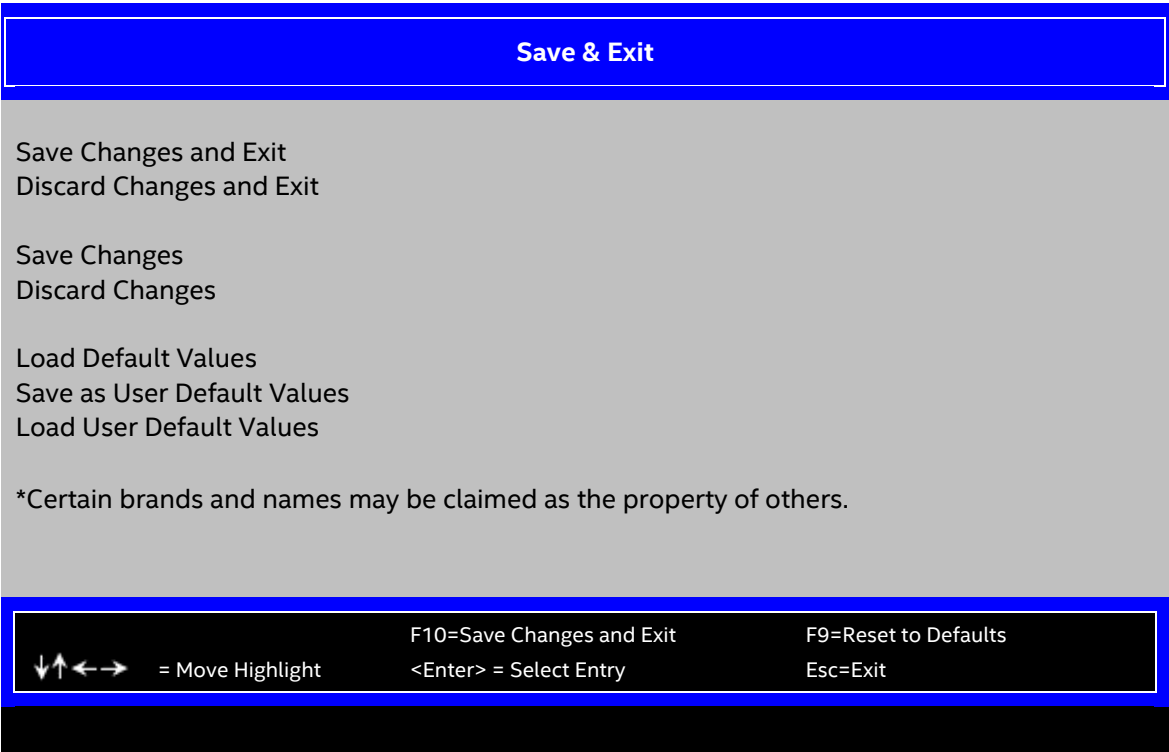 Save & Exit
Save Changes and Exit
Discard Changes and Exit
Save Changes
Discard Changes
Load Default Values
Save as User Default Values
Load User Default Values
*Certain brands and names may be claimed as the property of others.
F10=Save Changes and Exit F9=Reset to Defaults
↓↑←→ = Move Highlight <Enter> = Select Entry Esc=Exit